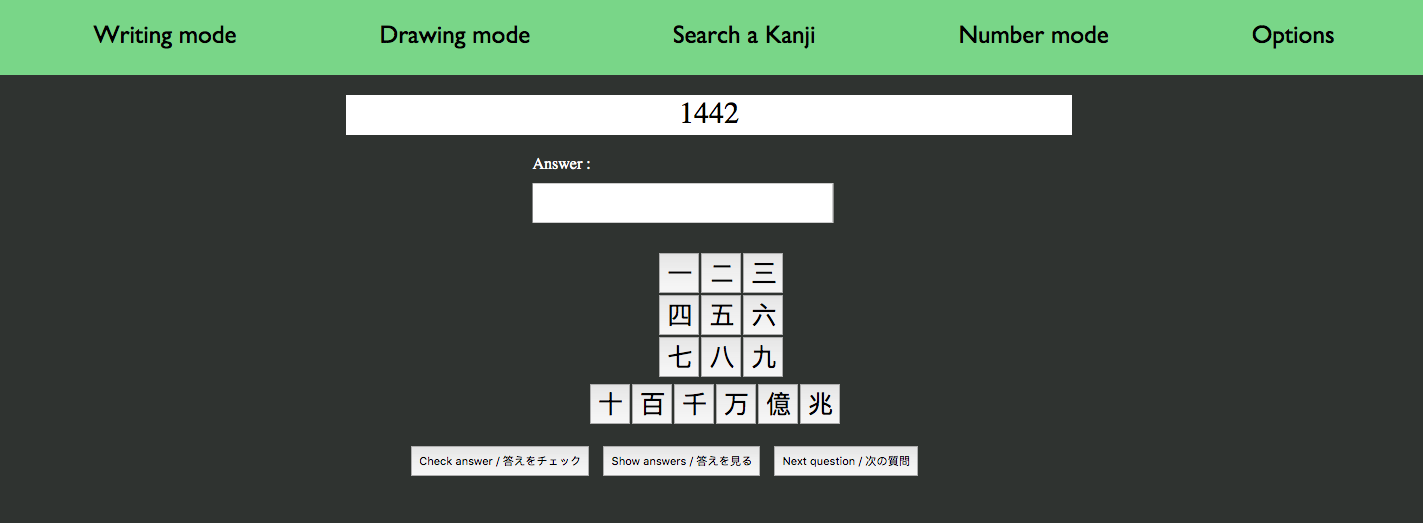 Writing mode Drawing mode Search a Kanji Number mode Options
1442
Answer :
一 二 三
四 五 六
七 八 九
十 百 千 万 億 兆
Check answer / 答えをチェック Show answers / 答えを見る Next question / 次の質問